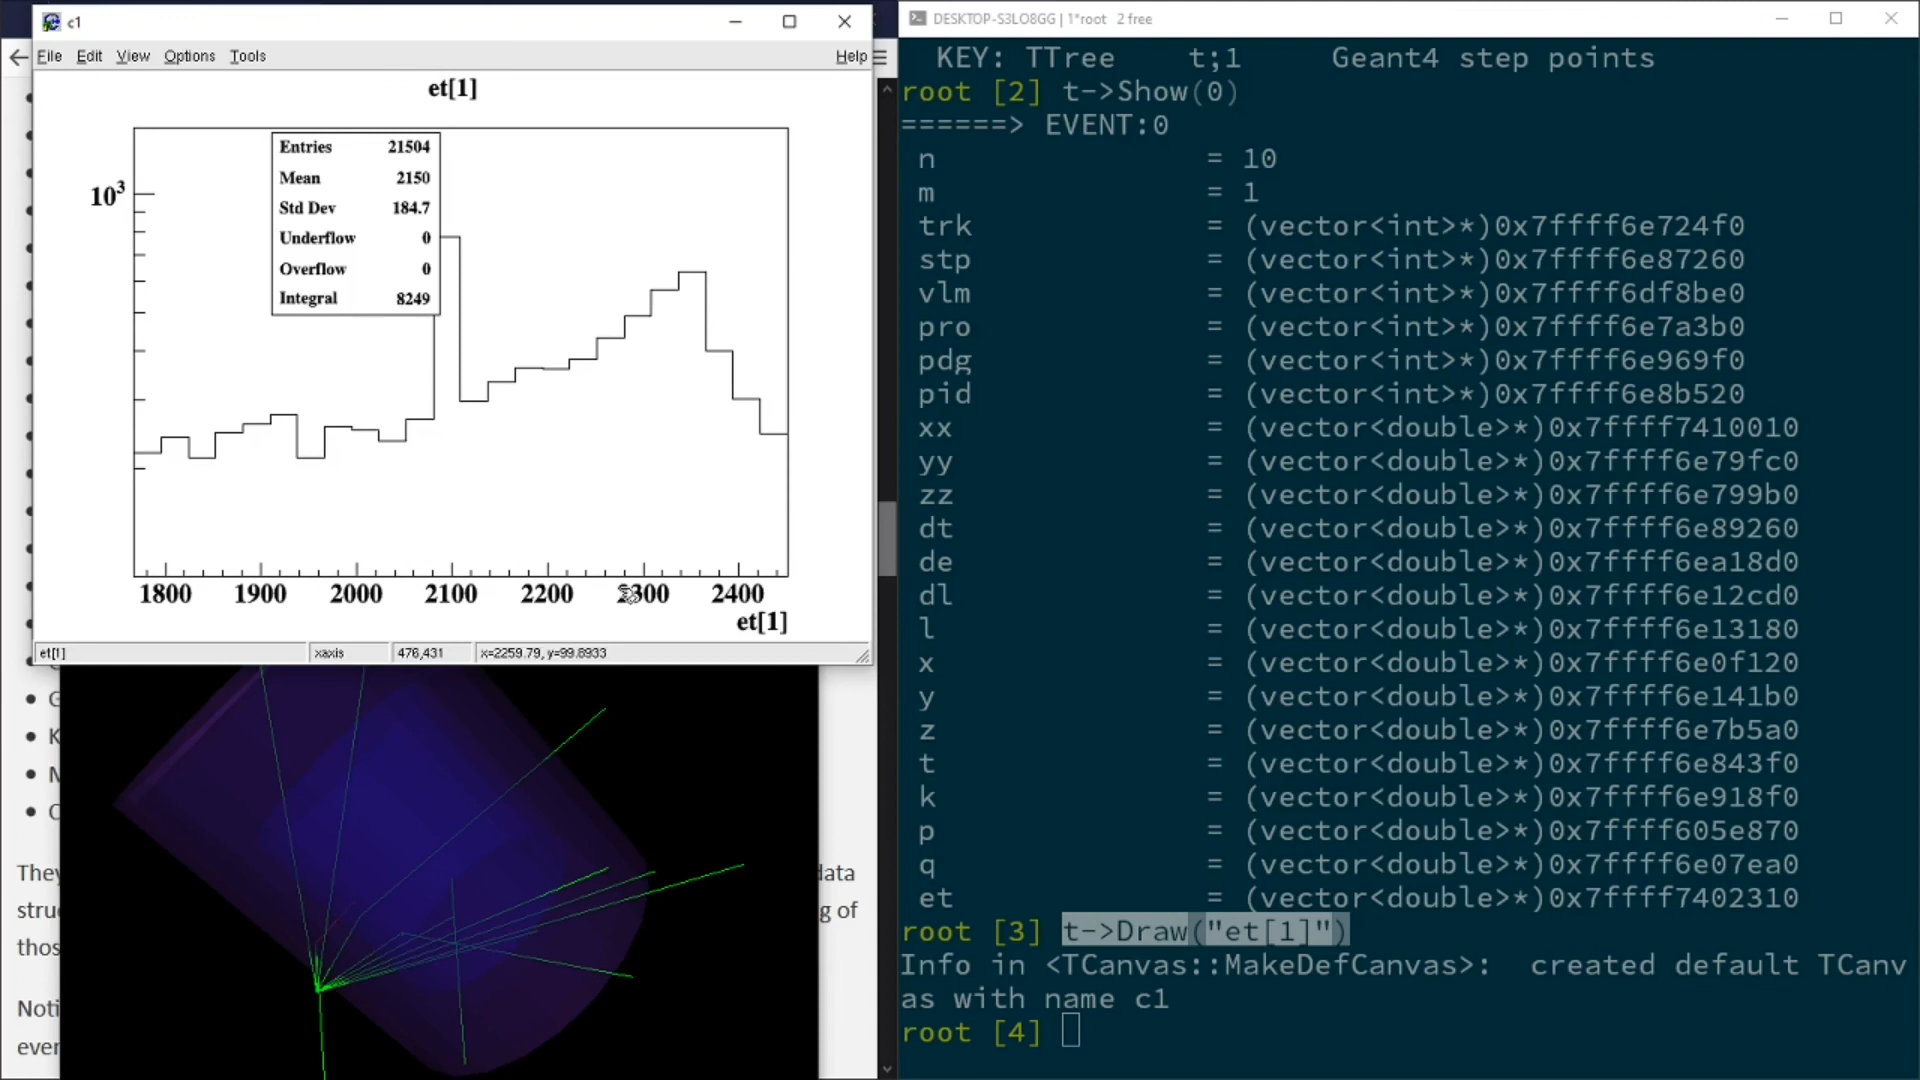 c1
File Edit View Options Tools Help
et[1]
Entries 21504
Mean 2150
Std Dev 184.7
Underflow 0
Overflow 0
Integral 8249
10³
1800 1900 2000 2100 2200 2300 2400
et[1]
et[1] xaxis 476,431 x=2259.79, y=99.8933
G
K
M
C
data
of
DESKTOP-S3LO8GG | 1*root 2 free
KEY: TTree t;1 Geant4 step points
root [2] t->Show(0)
======> EVENT:0
n = 10
m = 1
trk = (vector<int>*)0x7ffff6e724f0
stp = (vector<int>*)0x7ffff6e87260
vlm = (vector<int>*)0x7ffff6df8be0
pro = (vector<int>*)0x7ffff6e7a3b0
pdg = (vector<int>*)0x7ffff6e969f0
pid = (vector<int>*)0x7ffff6e8b520
xx = (vector<double>*)0x7ffff7410010
yy = (vector<double>*)0x7ffff6e79fc0
zz = (vector<double>*)0x7ffff6e799b0
dt = (vector<double>*)0x7ffff6e89260
de = (vector<double>*)0x7ffff6ea18d0
dl = (vector<double>*)0x7ffff6e12cd0
l = (vector<double>*)0x7ffff6e13180
x = (vector<double>*)0x7ffff6e0f120
y = (vector<double>*)0x7ffff6e141b0
z = (vector<double>*)0x7ffff6e7b5a0
t = (vector<double>*)0x7ffff6e843f0
k = (vector<double>*)0x7ffff6e918f0
p = (vector<double>*)0x7ffff605e870
q = (vector<double>*)0x7ffff6e07ea0
et = (vector<double>*)0x7ffff7402310
root [3] t->Draw("et[1]")
Info in <TCanvas::MakeDefCanvas>: created default TCanv
as with name c1
root [4]